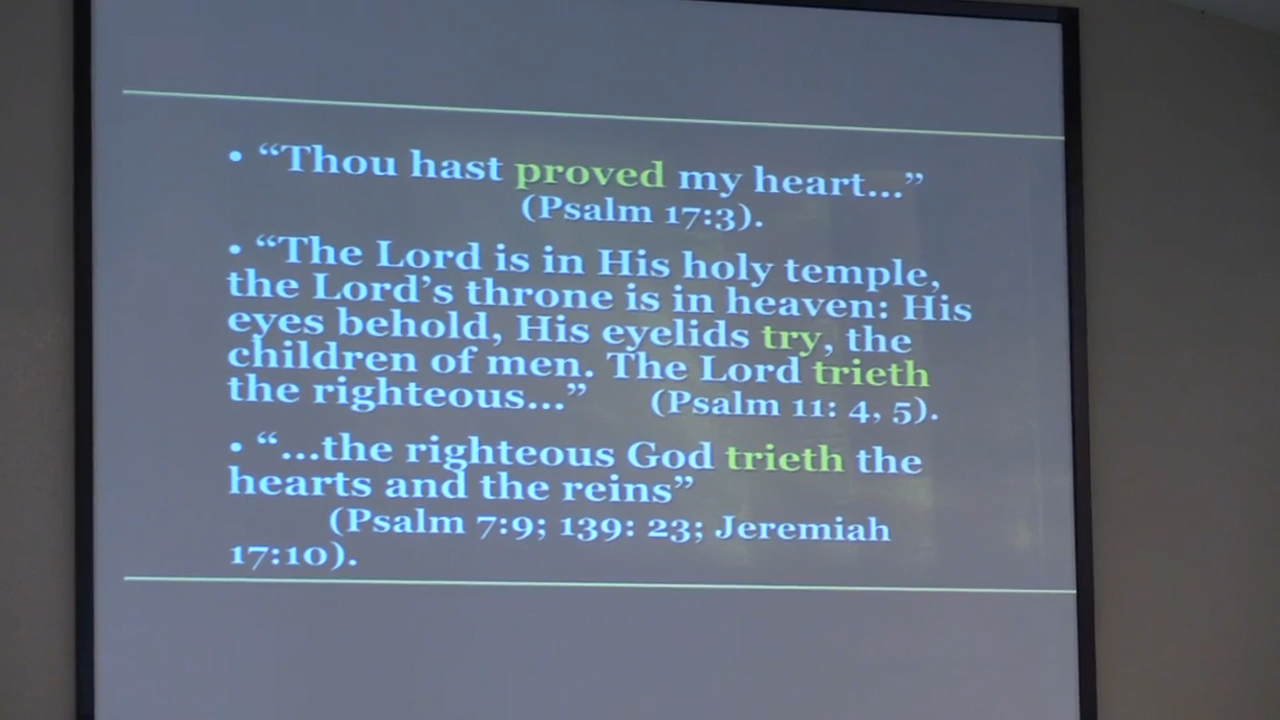 • “Thou hast proved my heart...”
(Psalm 17:3).
• “The Lord is in His holy temple,
the Lord’s throne is in heaven: His
eyes behold, His eyelids try, the
children of men. The Lord trieth
the righteous...” (Psalm 11: 4, 5).
• “...the righteous God trieth the
hearts and the reins”
(Psalm 7:9; 139: 23; Jeremiah
17:10).